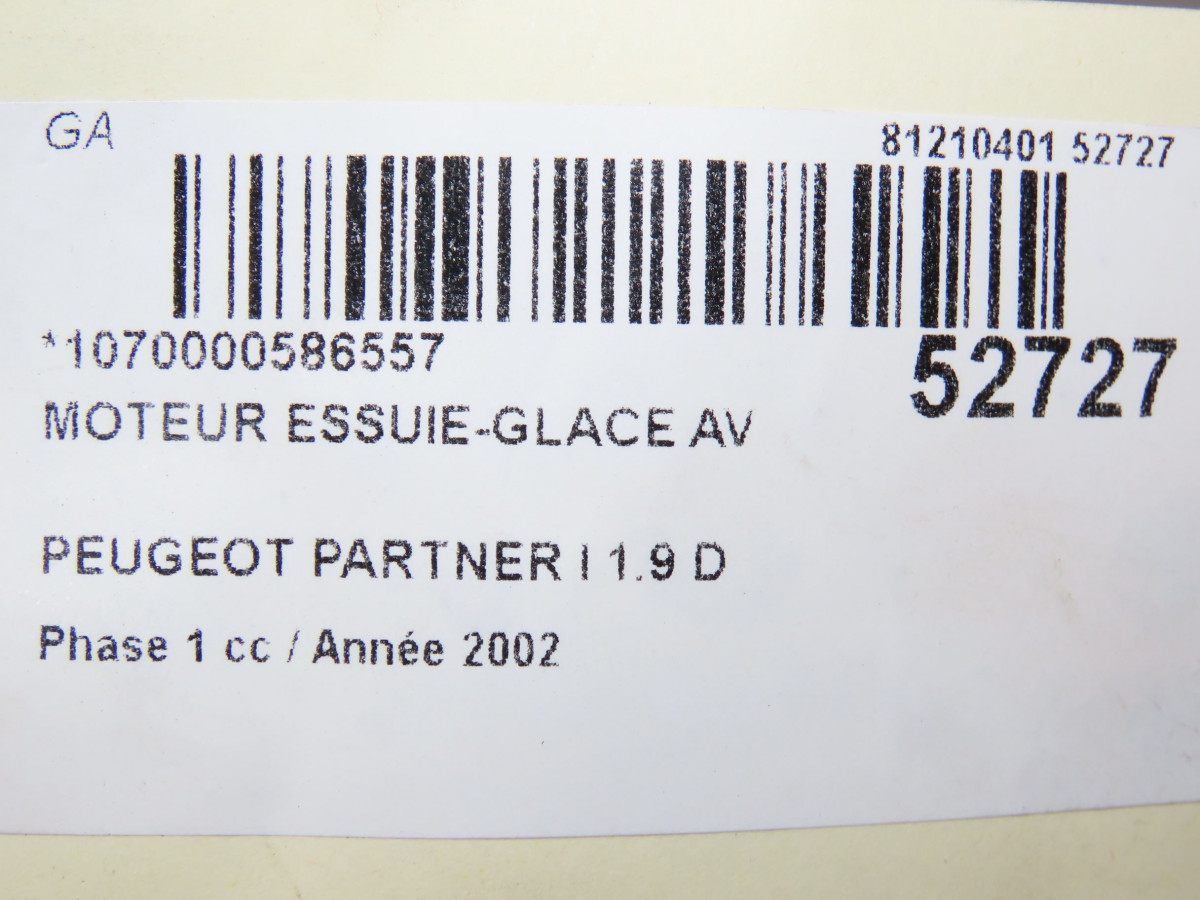 GA
81210401 52727
*1070000586557
52727
MOTEUR ESSUIE-GLACE AV
PEUGEOT PARTNER I 1.9 D
Phase 1 cc / Année 2002